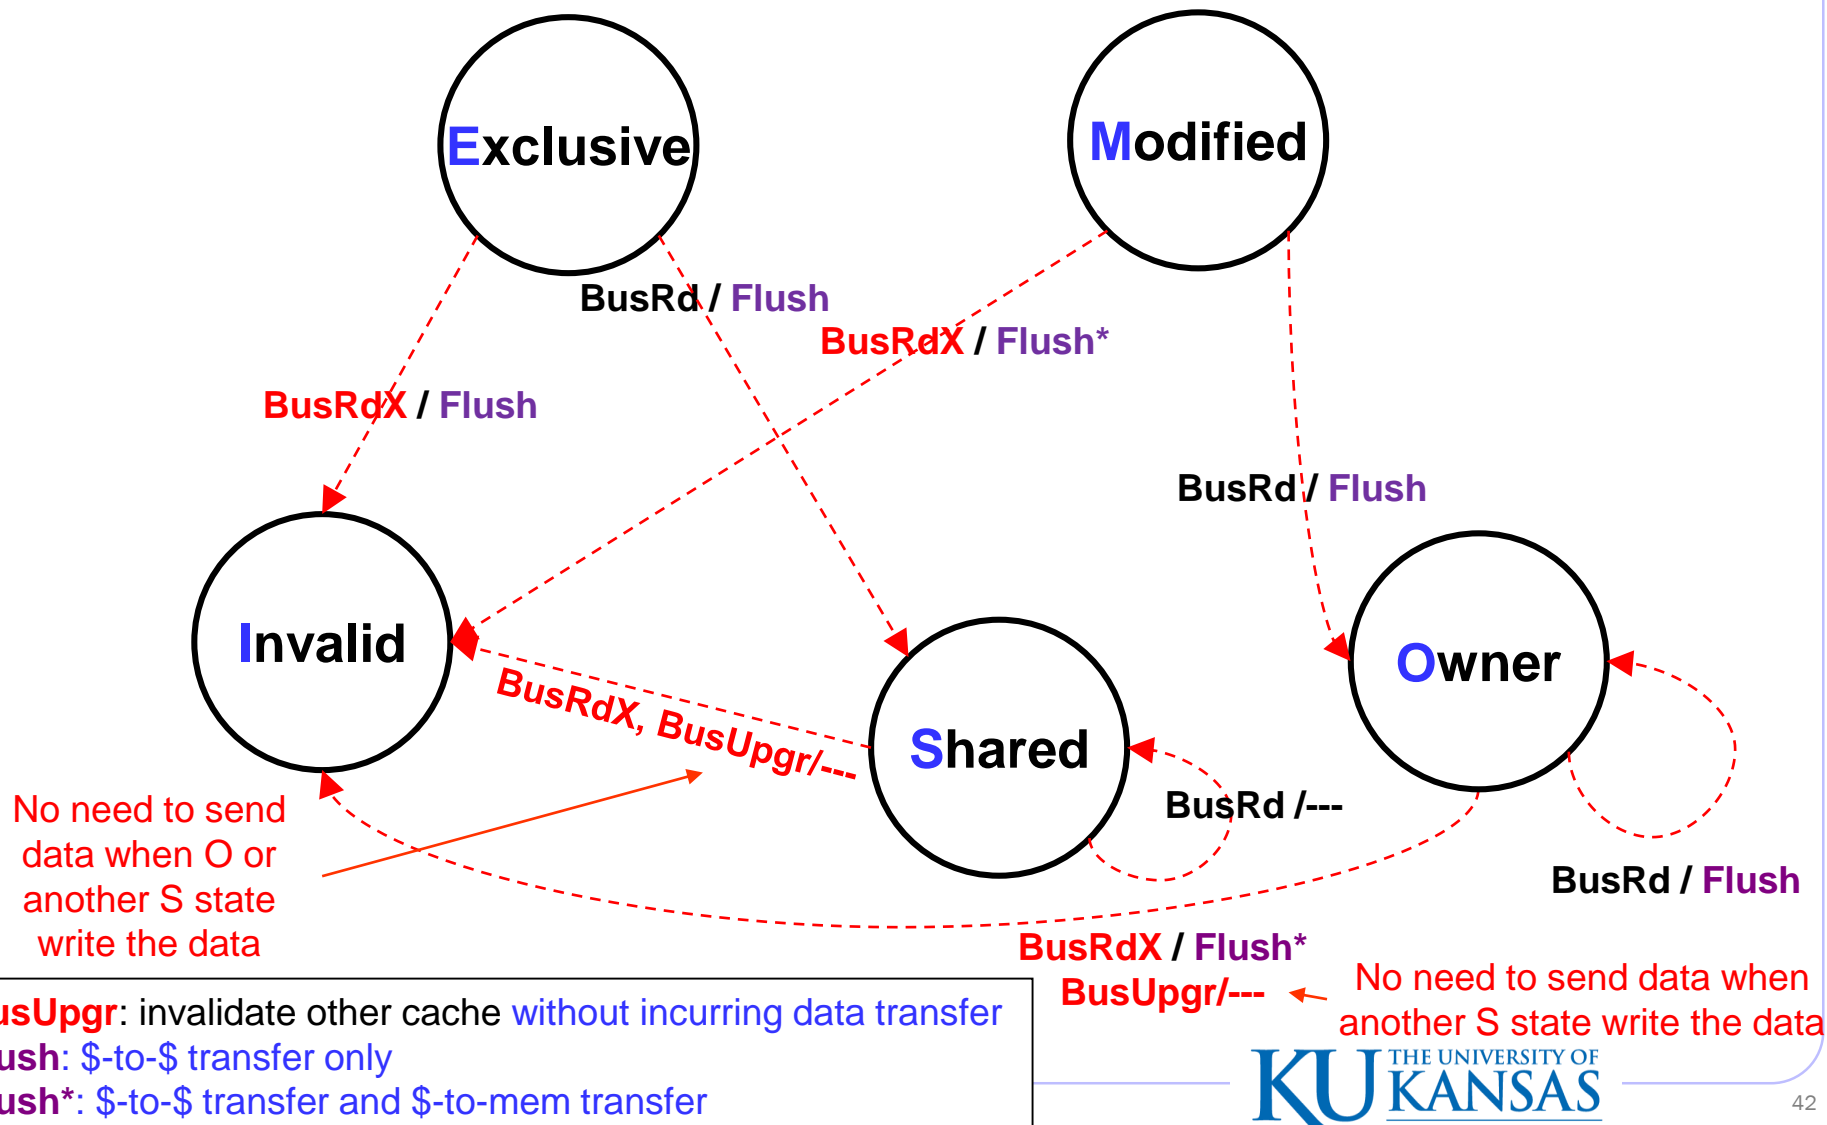 Exclusive
Modified
BusRd / Flush
BusRdX / Flush*
BusRdX / Flush
BusRd / Flush
Invalid
Owner
BusRdX, BusUpgr/---
Shared
No need to send
data when O or
another S state
write the data
BusRd /---
BusRd / Flush
BusRdX / Flush*
BusUpgr/---
No need to send data when
another S state write the data
usUpgr: invalidate other cache without incurring data transfer
ush: $-to-$ transfer only
ush*: $-to-$ transfer and $-to-mem transfer
KU THE UNIVERSITY OF
KANSAS
42